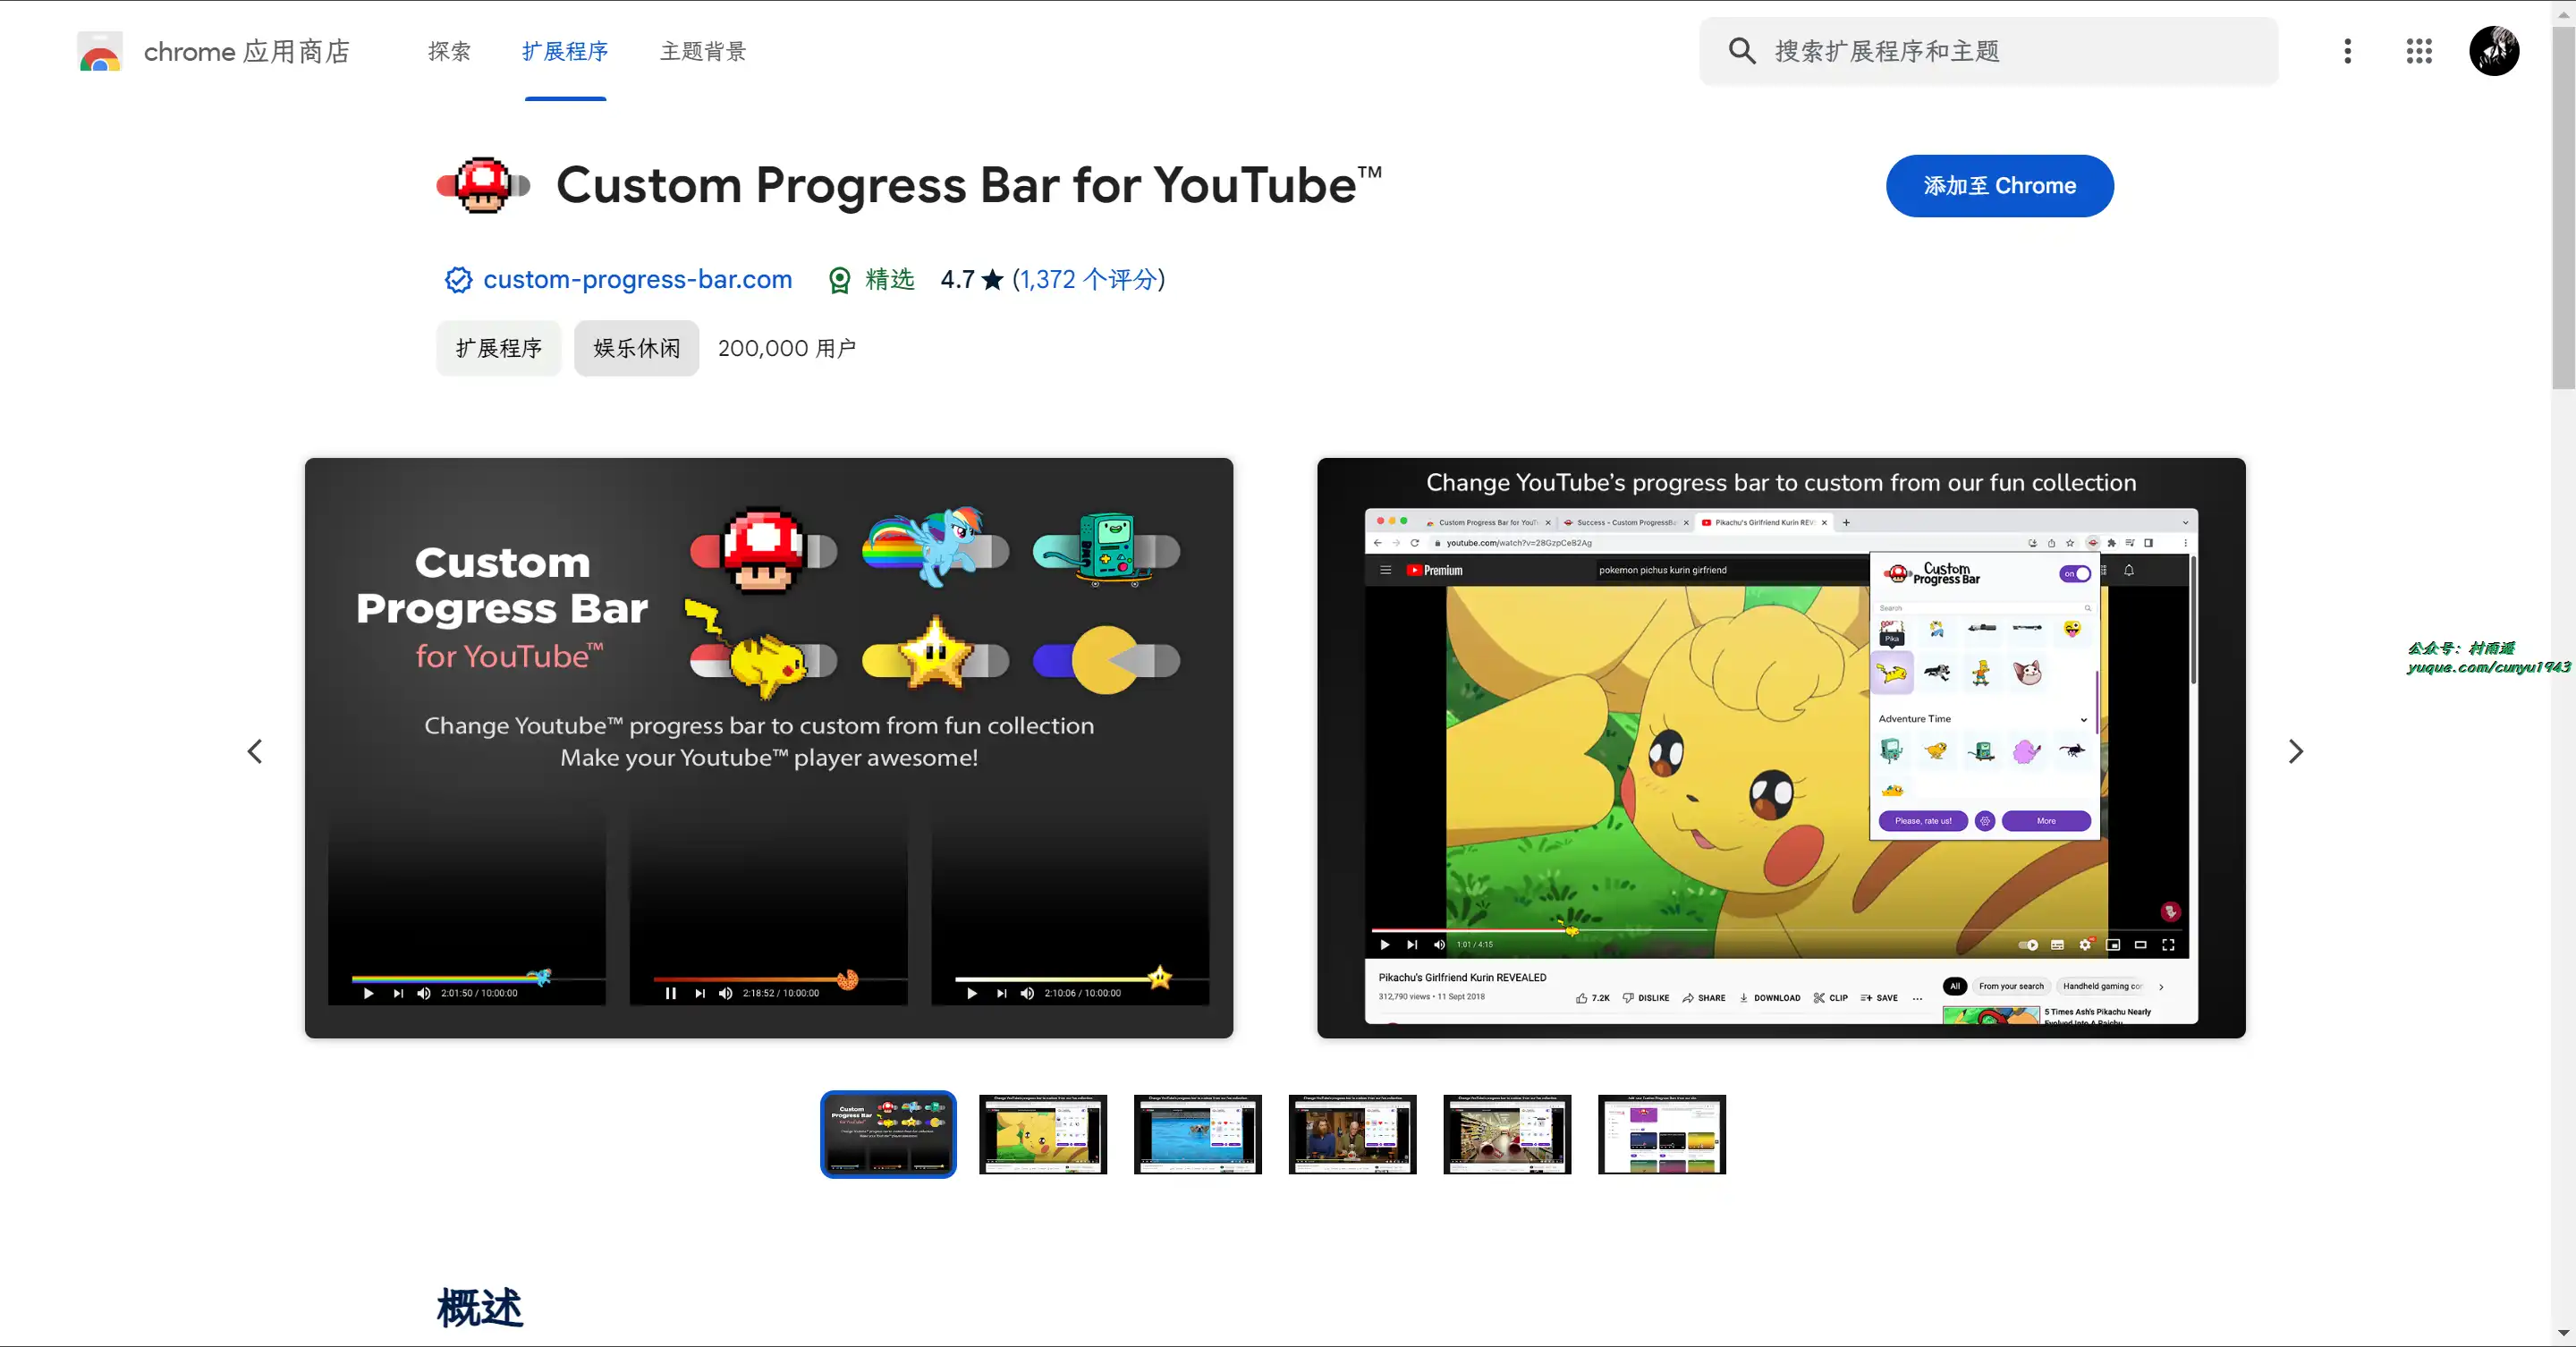 chrome 应用商店
探索
扩展程序
主题背景
搜索扩展程序和主题
Custom Progress Bar for YouTube™
添加至 Chrome
custom-progress-bar.com
精选
4.7 ★ (1,372 个评分)
扩展程序
娱乐休闲
200,000 用户
Custom
Progress Bar
for YouTube™
Change Youtube™ progress bar to custom from fun collection
Make your Youtube™ player awesome!
2:01:50 / 10:00:00
2:18:52 / 10:00:00
2:10:06 / 10:00:00
Change YouTube's progress bar to custom from our fun collection
Custom Progress Bar for YouT
Success - Custom ProgressBa
Pikachu's Girlfriend Kurin REV
youtube.com/watch?v=28GzpCeB2Ag
Premium
pokemon pichus kurin girlfriend
Custom
Progress Bar
on
Search
Pika
Adventure Time
Please, rate us!
More
1:01 / 4:15
Pikachu's Girlfriend Kurin REVEALED
312,790 views • 11 Sept 2018
7.2K
DISLIKE
SHARE
DOWNLOAD
CLIP
SAVE
All
From your search
Handheld gaming con
5 Times Ash's Pikachu Nearly
Evolved Into A Raichu
公众号：村雨遥
yuque.com/cunyu1943
概述